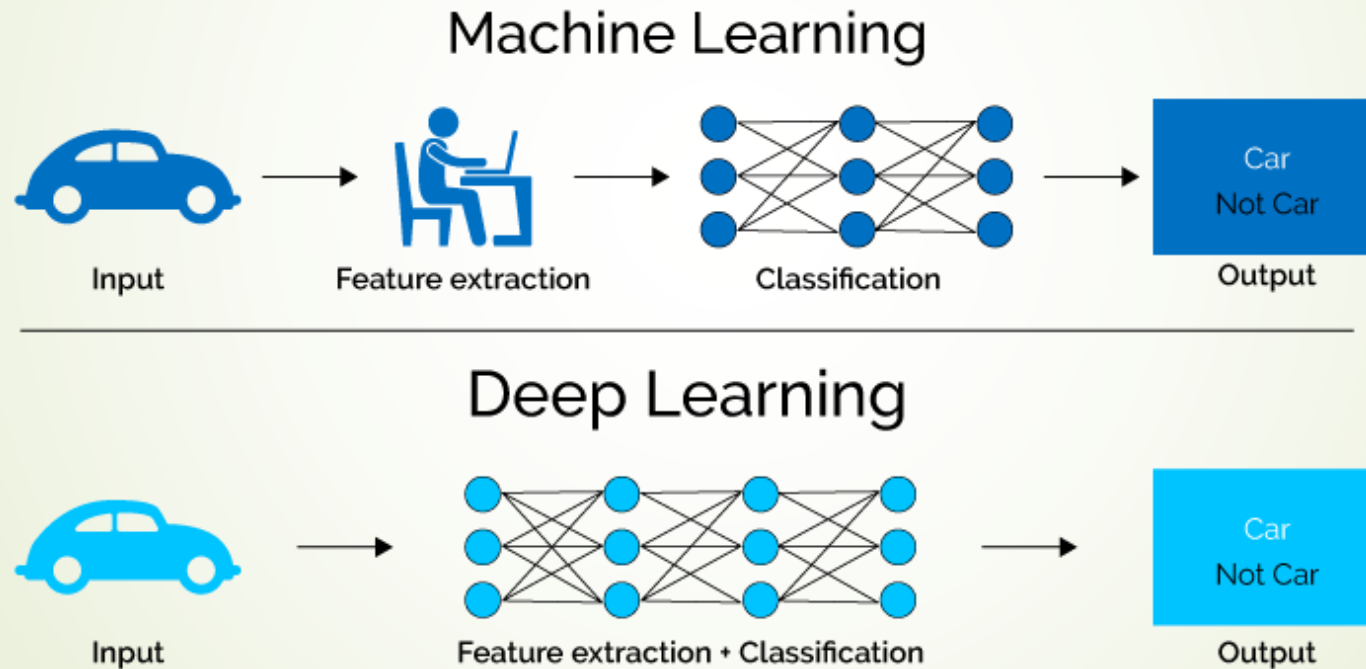 Machine Learning
Car
Not Car
Input
Feature extraction
Classification
Output
Deep Learning
Car
Not Car
Input
Feature extraction + Classification
Output